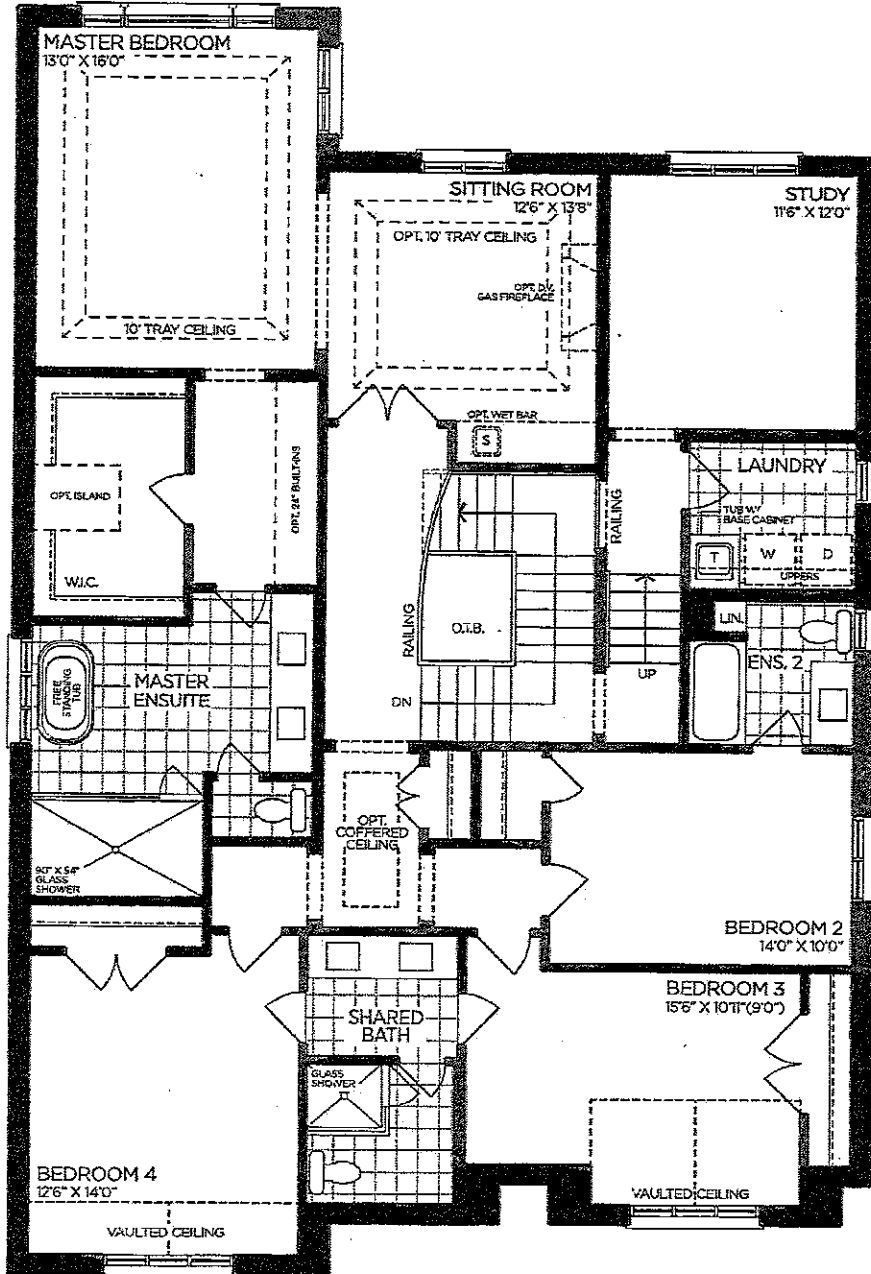 MASTER BEDROOM
13'0" X 16'0"
10' TRAY CEILING
SITTING ROOM
12'6" X 13'8"
OPT. 10' TRAY CEILING
OPT. D.V.
GAS FIREPLACE
OPT. WET BAR
S
STUDY
11'6" X 12'0"
OPT. ISLAND
W.I.C.
OPT. 24" BUILT-INS
RAILING
LAUNDRY
TUB W/
BASE CABINET
T
W
D
UPPERS
RAILING
O.T.B.
DN
UP
LIN.
ENS. 2
FREE
STANDING
TUB
MASTER
ENSUITE
90" X 54"
GLASS
SHOWER
OPT.
COFFERED
CEILING
BEDROOM 2
14'0" X 10'0"
BEDROOM 3
15'6" X 10'11"(9'0")
VAULTED CEILING
SHARED
BATH
GLASS
SHOWER
BEDROOM 4
12'6" X 14'0"
VAULTED CEILING